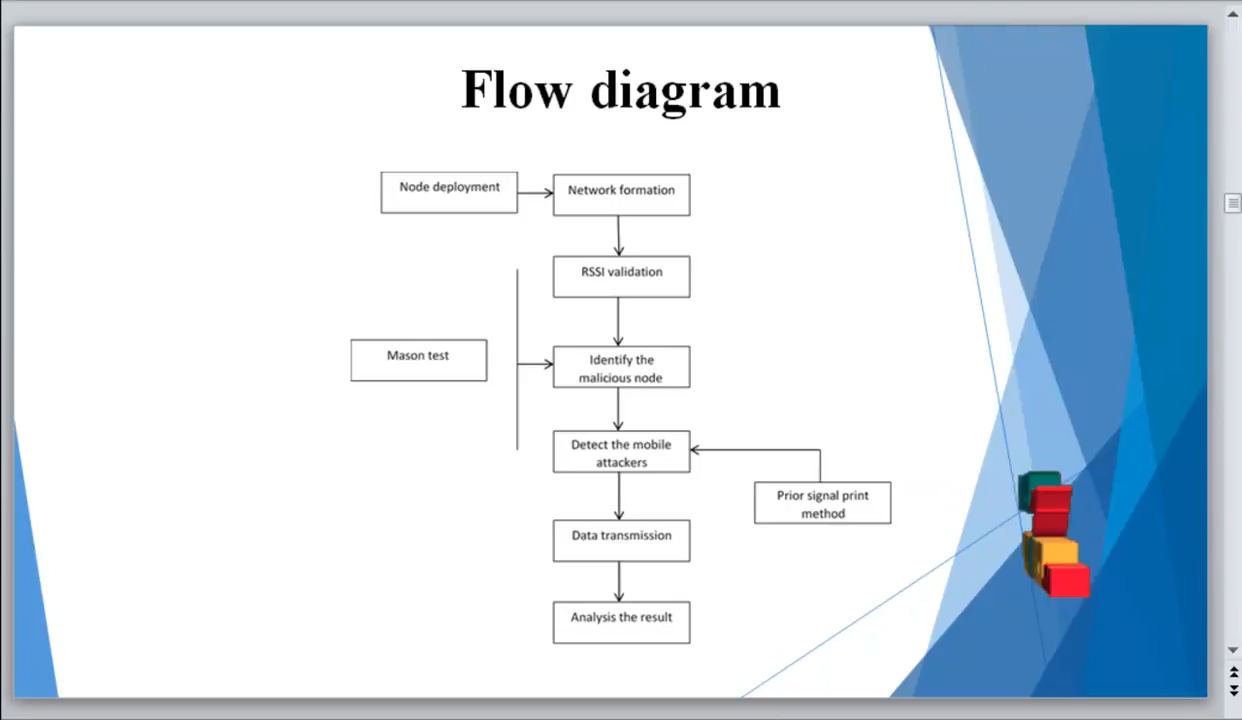 Flow diagram
Node deployment
Network formation
RSSI validation
Mason test
Identify the
malicious node
Detect the mobile
attackers
Prior signal print
method
Data transmission
Analysis the result